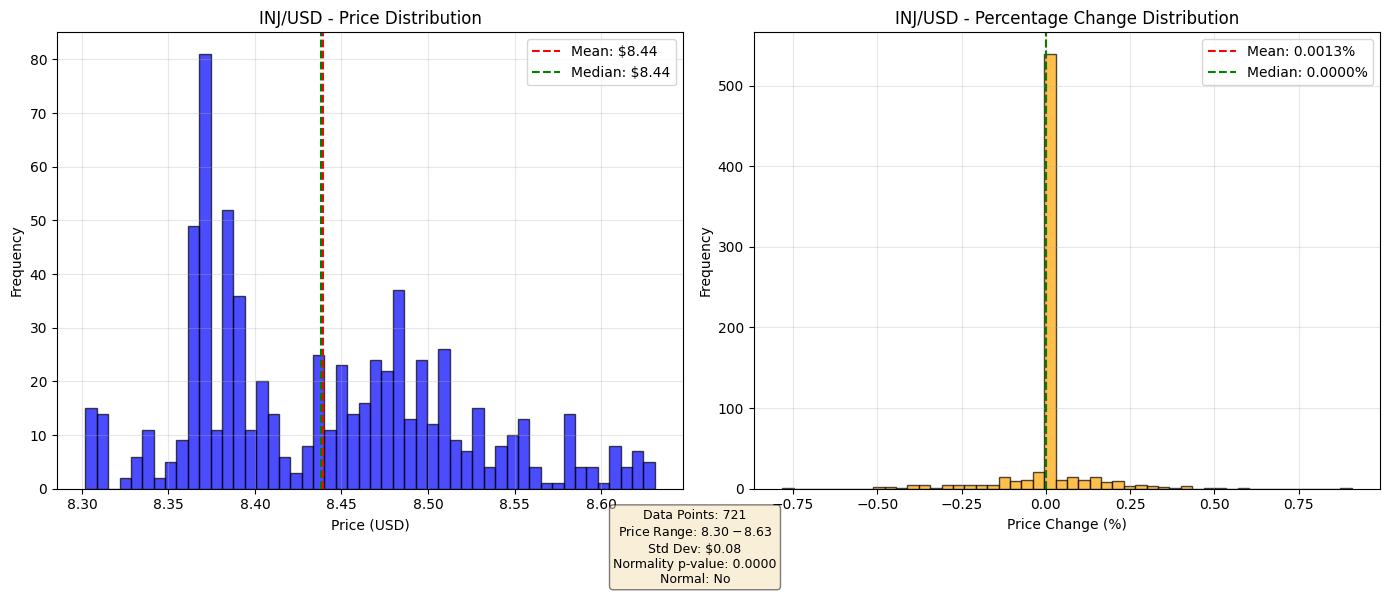 INJ/USD - Price Distribution
Mean: $8.44
Median: $8.44
Frequency
80
70
60
50
40
30
20
10
0
8.30
8.35
8.40
8.45
8.50
8.55
8.60
Price (USD)
INJ/USD - Percentage Change Distribution
Mean: 0.0013%
Median: 0.0000%
Frequency
500
400
300
200
100
0
−0.75
−0.50
−0.25
0.00
0.25
0.50
0.75
Price Change (%)
Data Points: 721
Price Range: 8.30 − 8.63
Std Dev: $0.08
Normality p-value: 0.0000
Normal: No